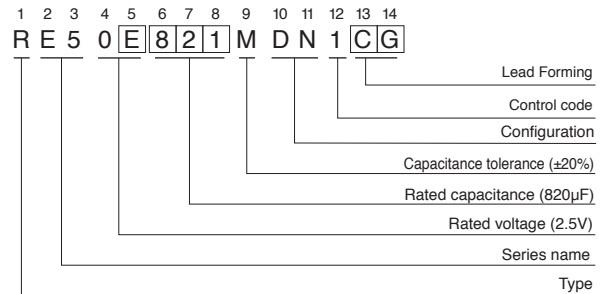 1 2 3 4 5 6 7 8 9 10 11 12 13 14
R E 5 0 E 8 2 1 M D N 1 C G
Lead Forming
Control code
Configuration
Capacitance tolerance (±20%)
Rated capacitance (820µF)
Rated voltage (2.5V)
Series name
Type